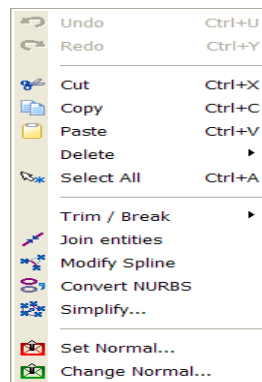 Undo Ctrl+U
Redo Ctrl+Y
Cut Ctrl+X
Copy Ctrl+C
Paste Ctrl+V
Delete
Select All Ctrl+A
Trim / Break
Join entities
Modify Spline
Convert NURBS
Simplify...
Set Normal...
Change Normal...